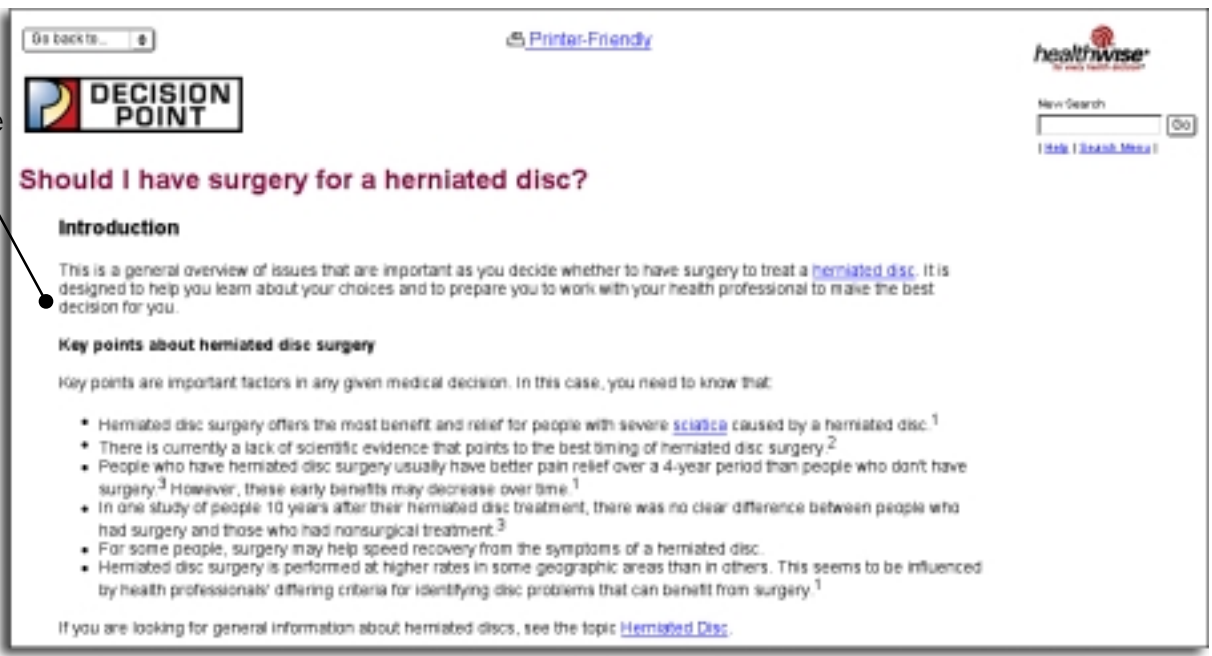 Go back to...
Printer-Friendly
healthwise
DECISION
POINT
New Search
Go
| Help | Search Menu |
e
Should I have surgery for a herniated disc?
Introduction
This is a general overview of issues that are important as you decide whether to have surgery to treat a herniated disc. It is
designed to help you learn about your choices and to prepare you to work with your health professional to make the best
decision for you.
Key points about herniated disc surgery
Key points are important factors in any given medical decision. In this case, you need to know that:
• Herniated disc surgery offers the most benefit and relief for people with severe sciatica caused by a herniated disc.1
• There is currently a lack of scientific evidence that points to the best timing of herniated disc surgery.2
• People who have herniated disc surgery usually have better pain relief over a 4-year period than people who don't have
surgery.3 However, these early benefits may decrease over time.1
• In one study of people 10 years after their herniated disc treatment, there was no clear difference between people who
had surgery and those who had nonsurgical treatment.3
• For some people, surgery may help speed recovery from the symptoms of a herniated disc.
• Herniated disc surgery is performed at higher rates in some geographic areas than in others. This seems to be influenced
by health professionals' differing criteria for identifying disc problems that can benefit from surgery.1
If you are looking for general information about herniated discs, see the topic Herniated Disc.